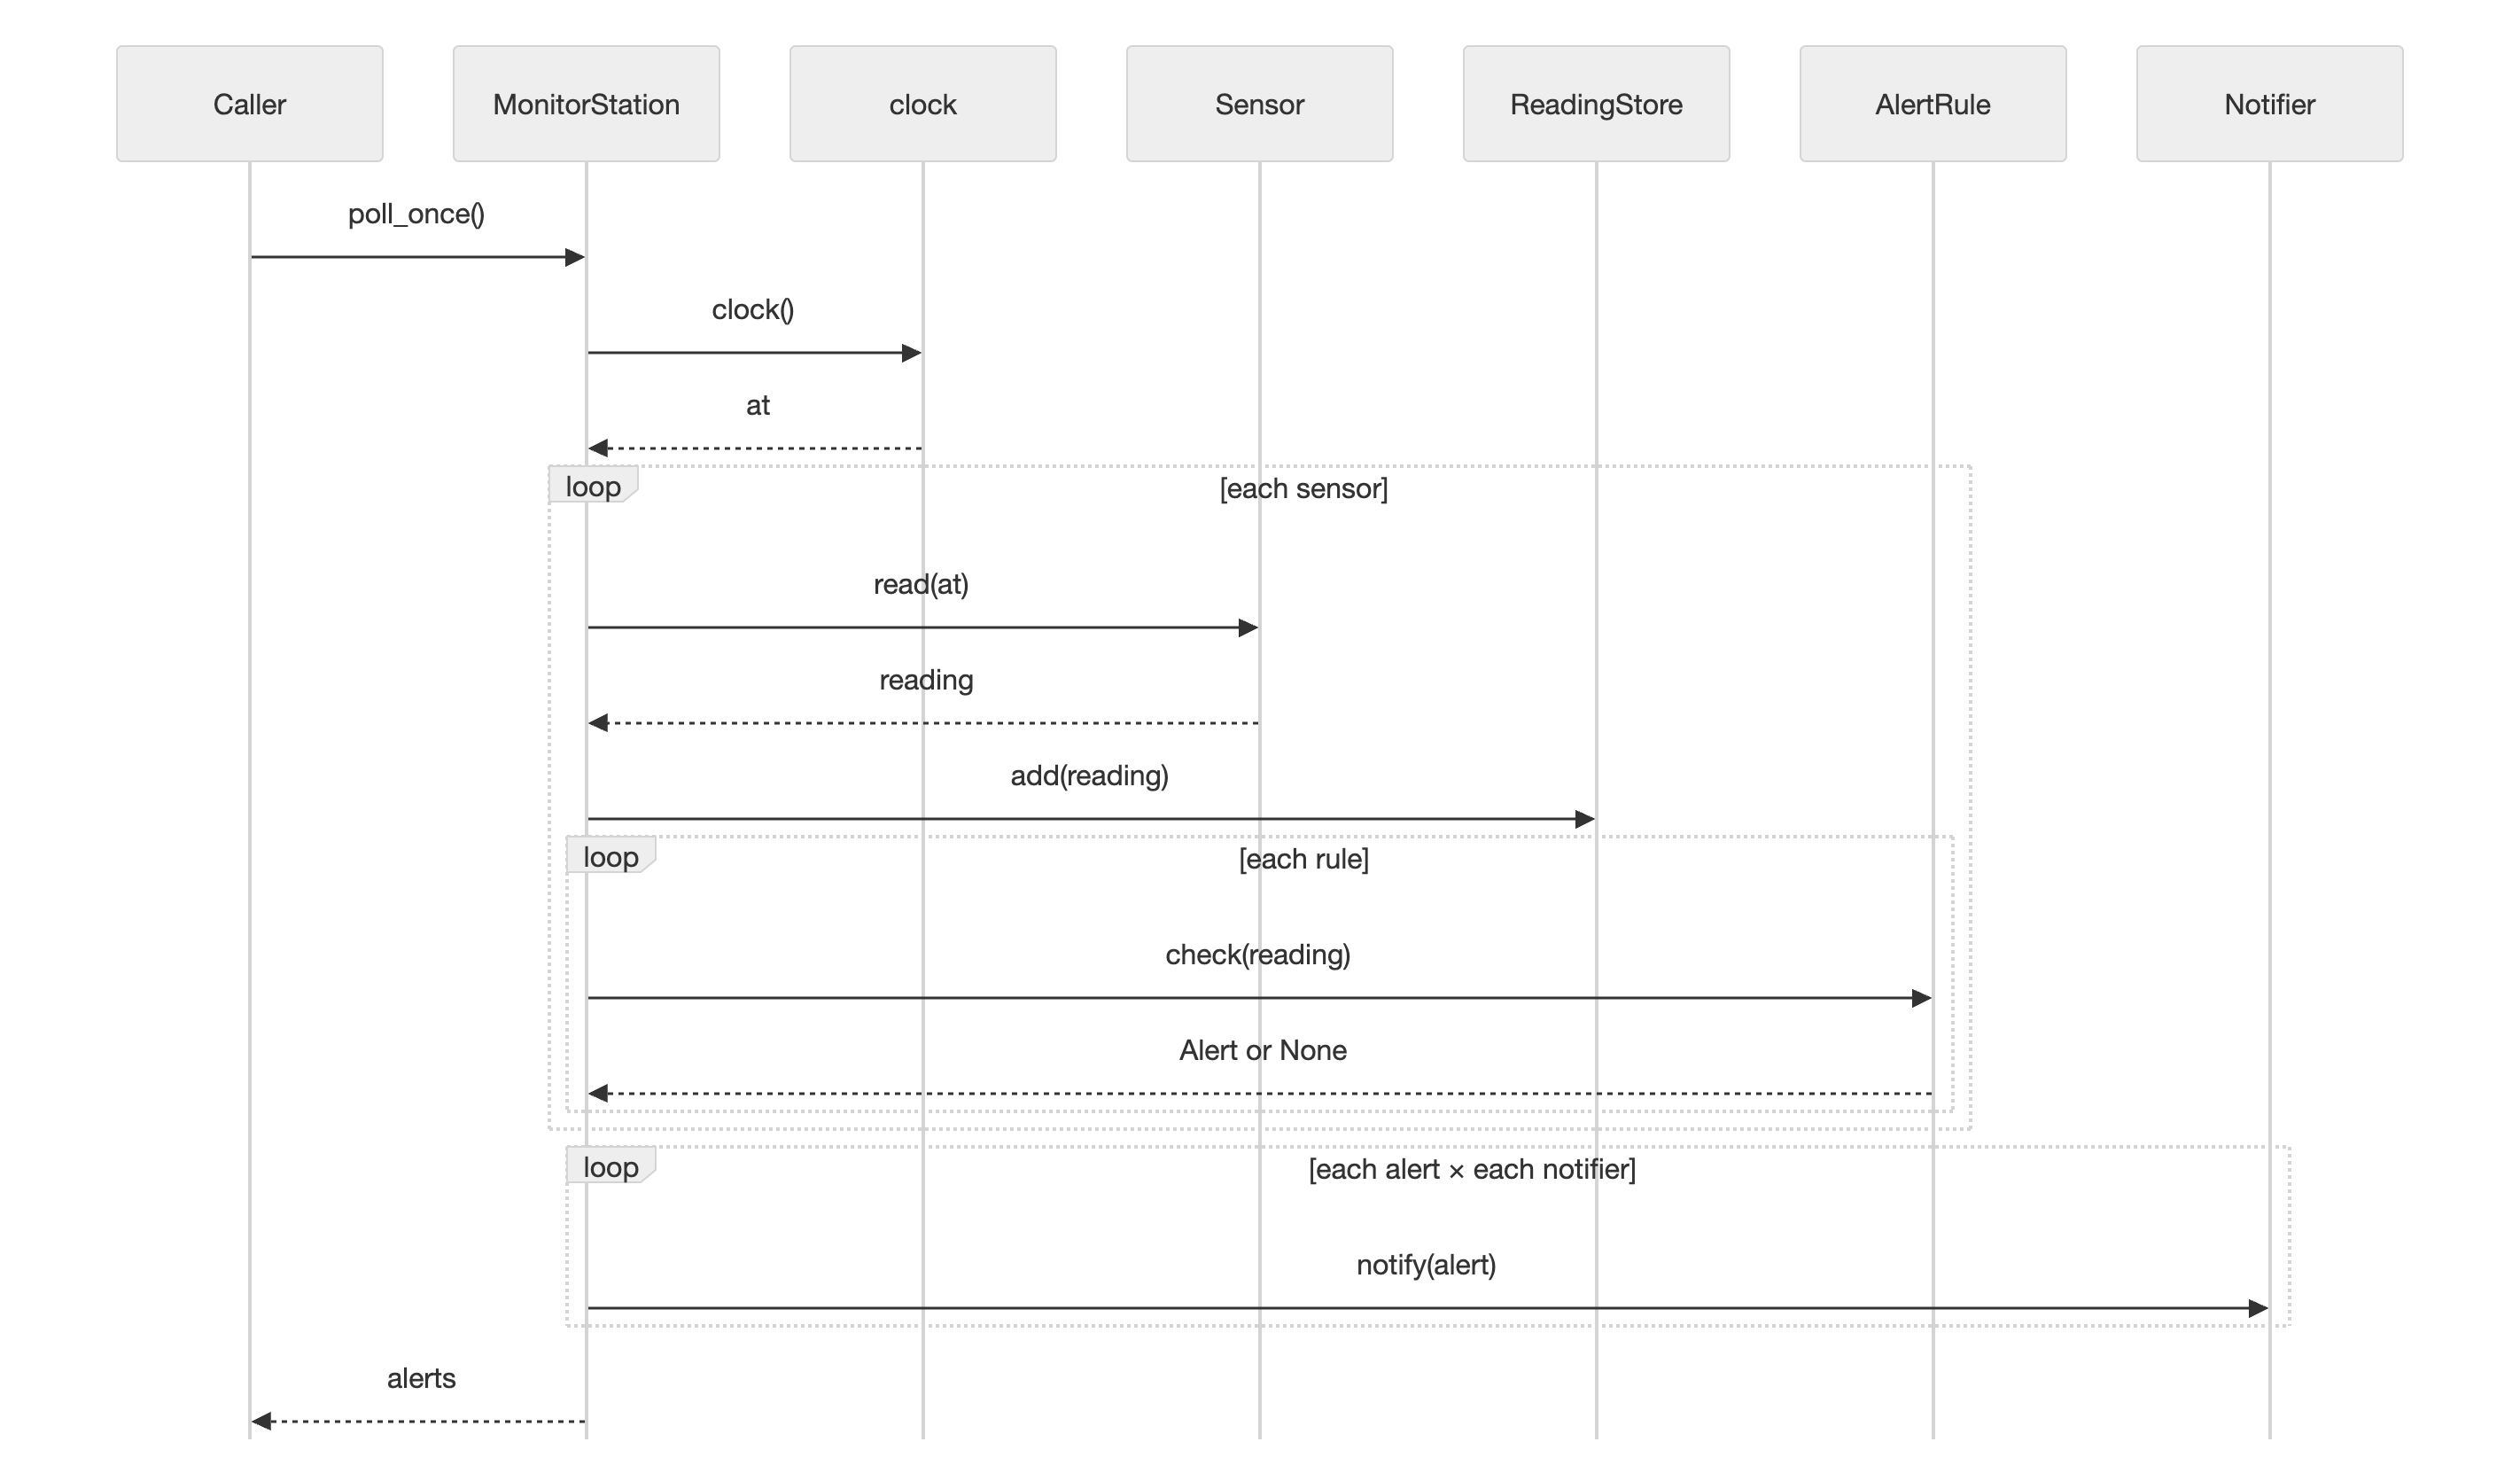 Caller
MonitorStation
clock
Sensor
ReadingStore
AlertRule
Notifier
poll_once()
clock()
at
loop
[each sensor]
read(at)
reading
add(reading)
loop
[each rule]
check(reading)
Alert or None
loop
[each alert × each notifier]
notify(alert)
alerts